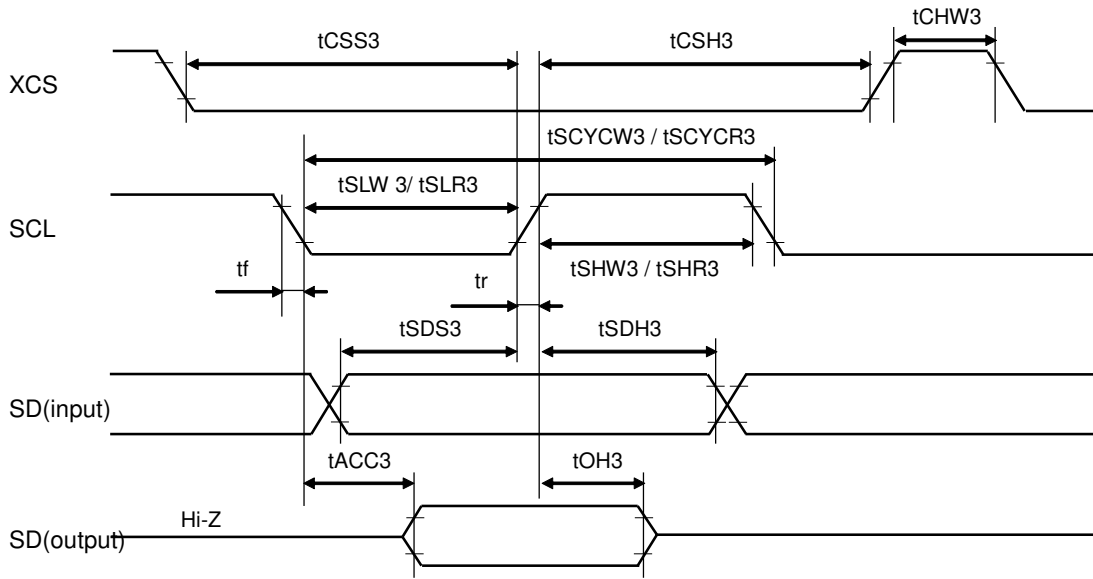 tCHW3
tCSS3
tCSH3
XCS
tSCYCW3 / tSCYCR3
tSLW 3/ tSLR3
SCL
tSHW3 / tSHR3
tf
tr
tSDS3
tSDH3
SD(input)
tACC3
tOH3
Hi-Z
SD(output)